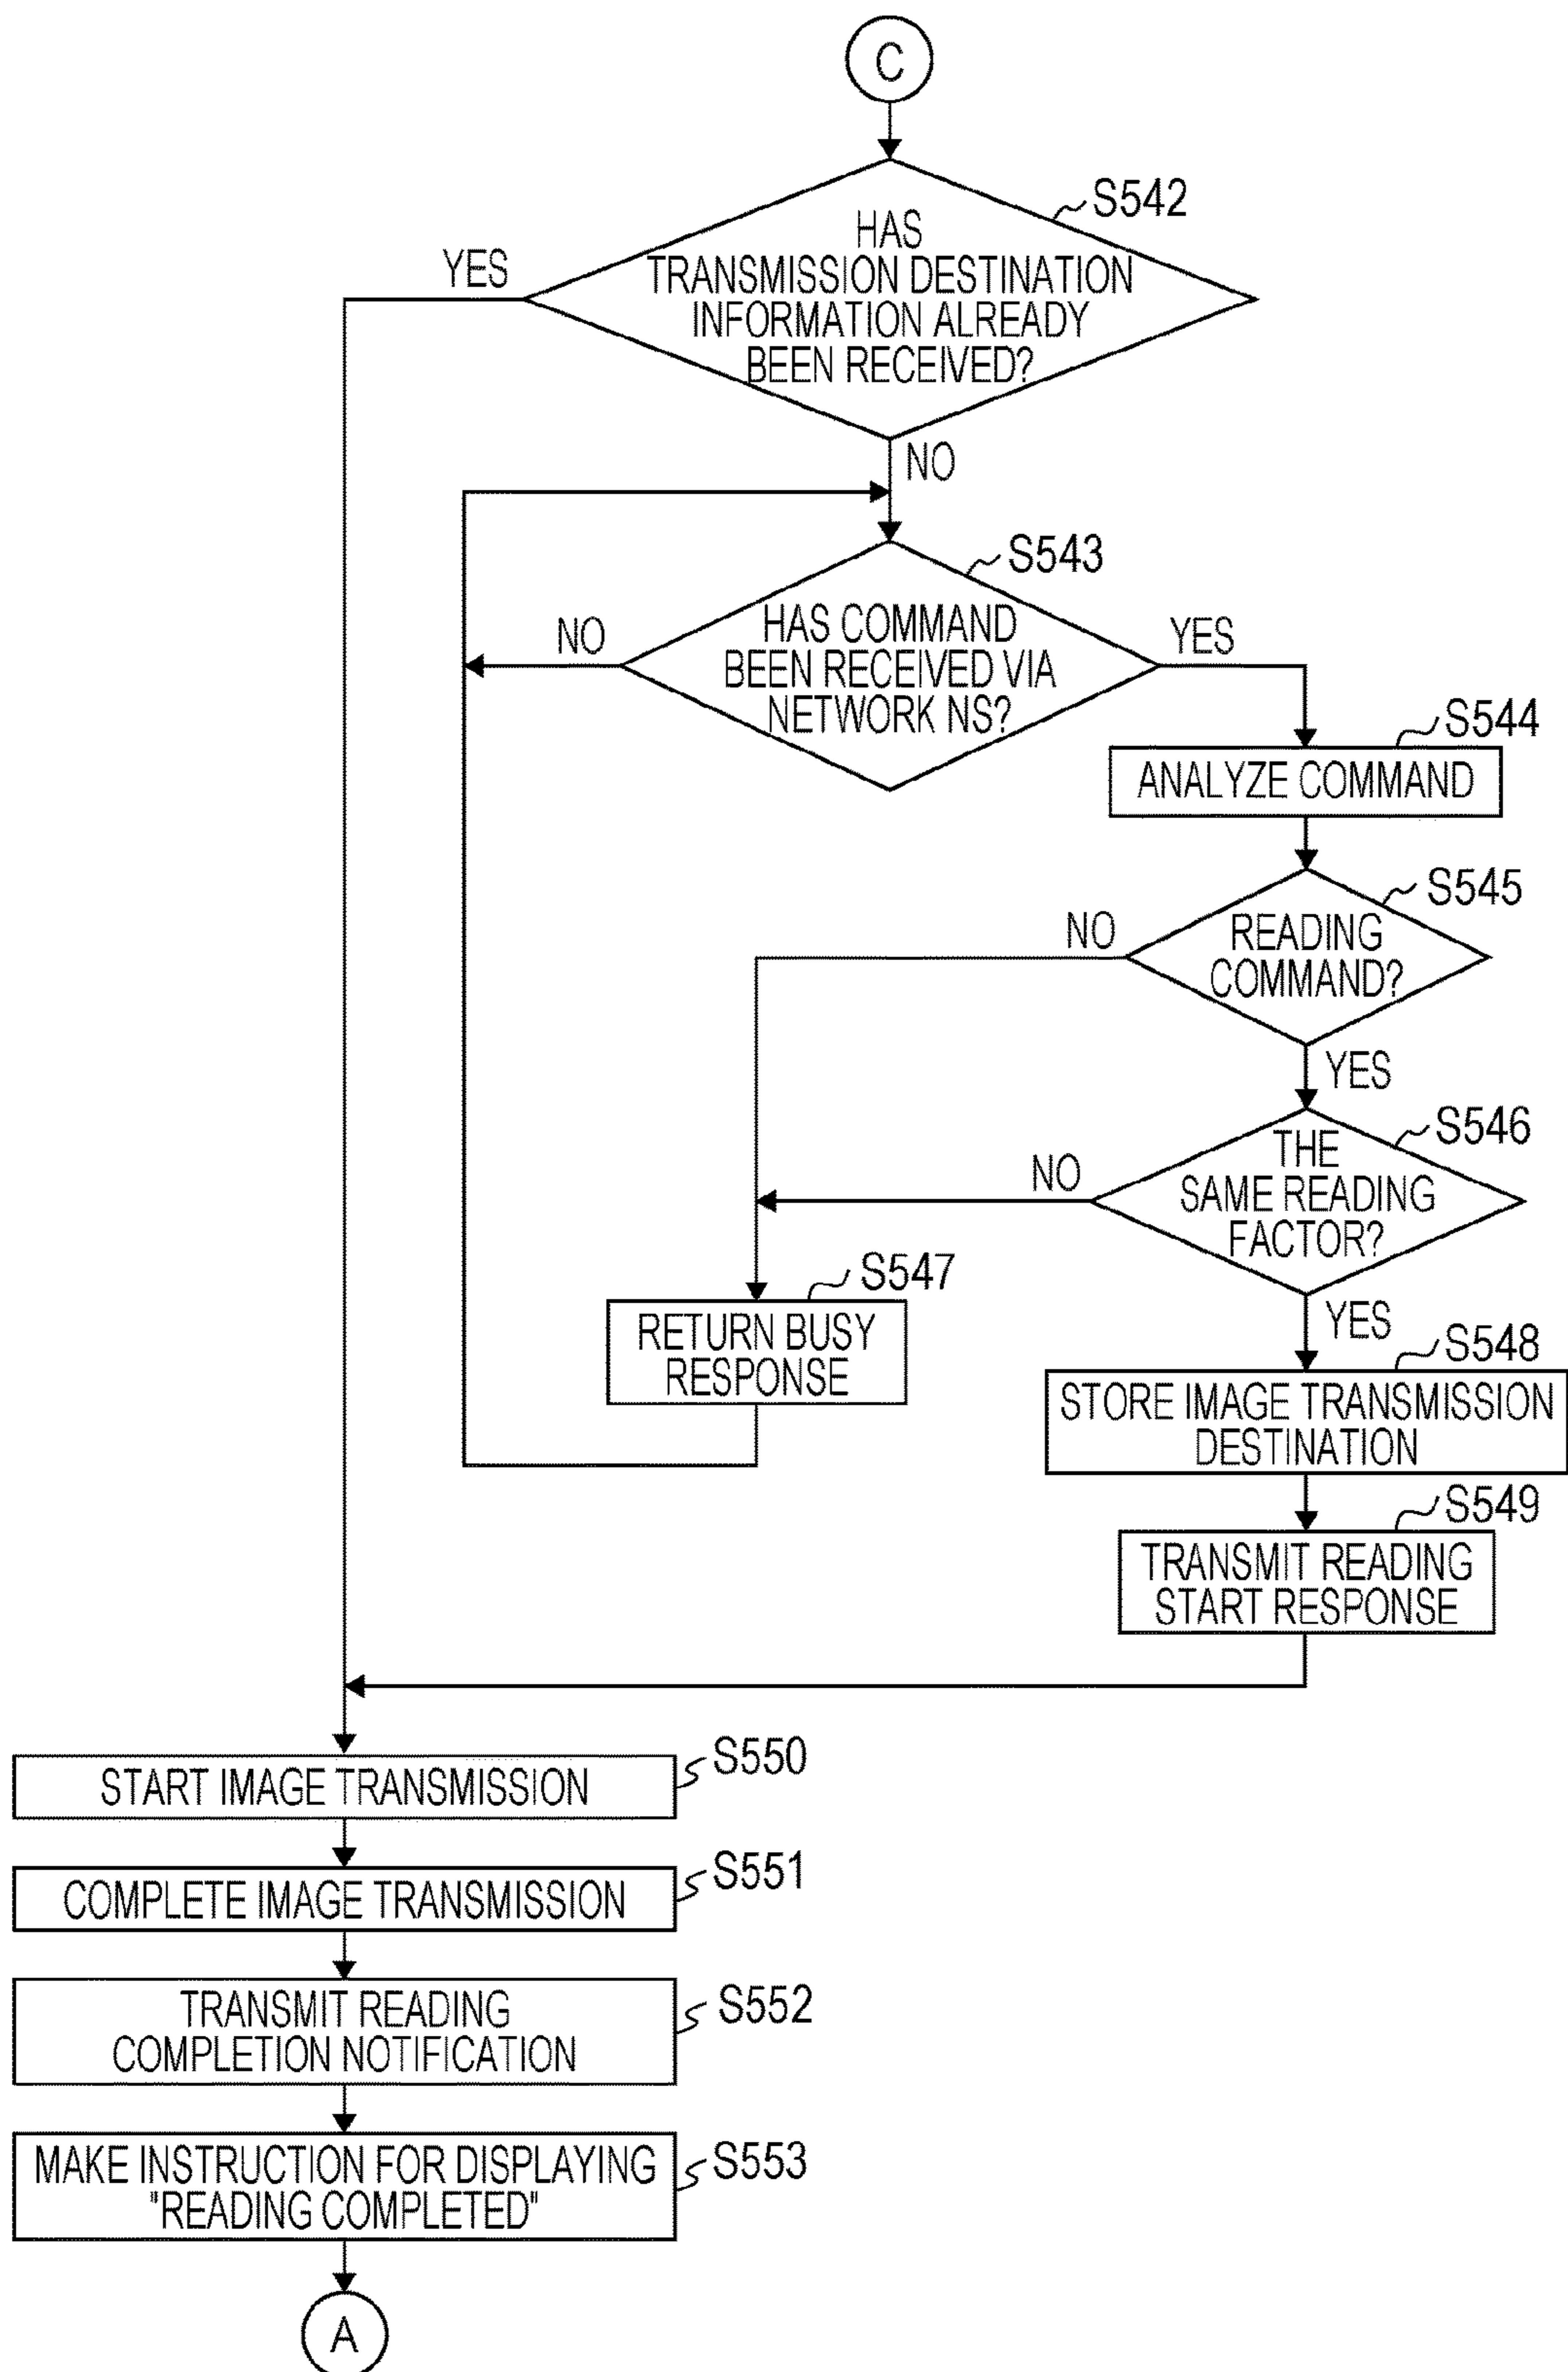 C
S542
HAS
TRANSMISSION DESTINATION
INFORMATION ALREADY
BEEN RECEIVED?
YES
NO
S543
HAS COMMAND
BEEN RECEIVED VIA
NETWORK NS?
NO
YES
S544
ANALYZE COMMAND
S545
READING
COMMAND?
NO
YES
S546
THE
SAME READING
FACTOR?
NO
YES
S547
RETURN BUSY
RESPONSE
S548
STORE IMAGE TRANSMISSION
DESTINATION
S549
TRANSMIT READING
START RESPONSE
S550
START IMAGE TRANSMISSION
S551
COMPLETE IMAGE TRANSMISSION
S552
TRANSMIT READING
COMPLETION NOTIFICATION
S553
MAKE INSTRUCTION FOR DISPLAYING
"READING COMPLETED"
A